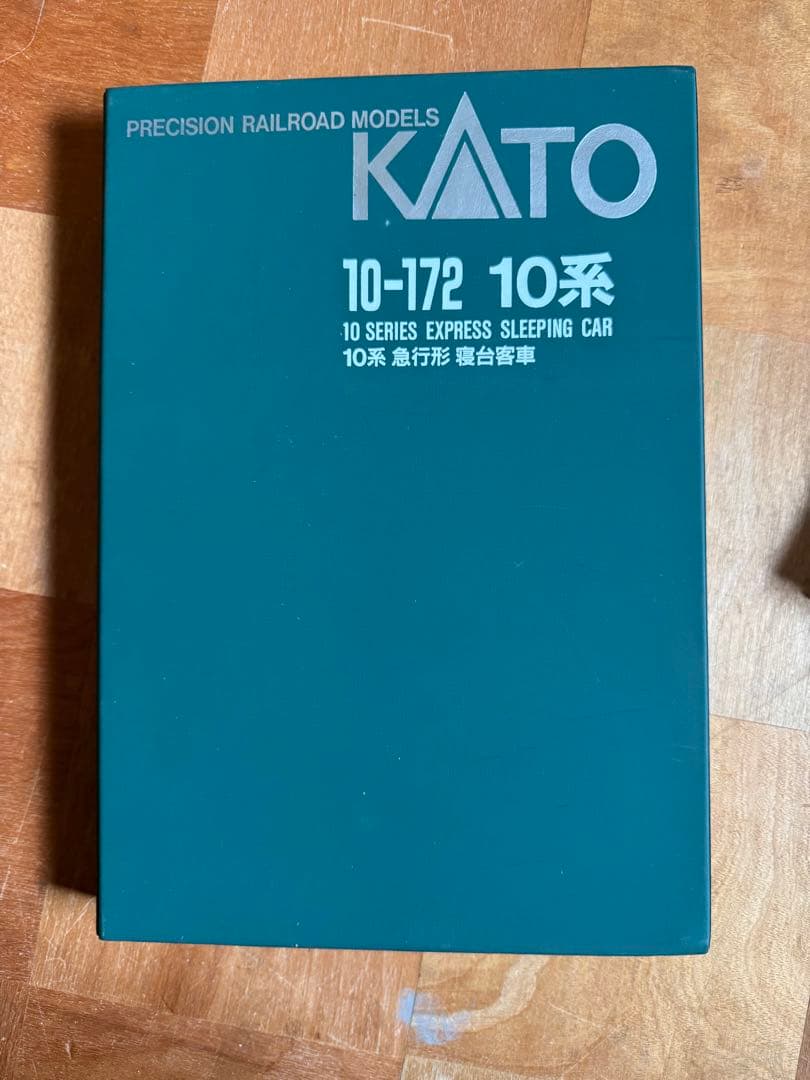 PRECISION RAILROAD MODELS
KATO
10-172 10系
10 SERIES EXPRESS SLEEPING CAR
10系 急行形 寝台客車